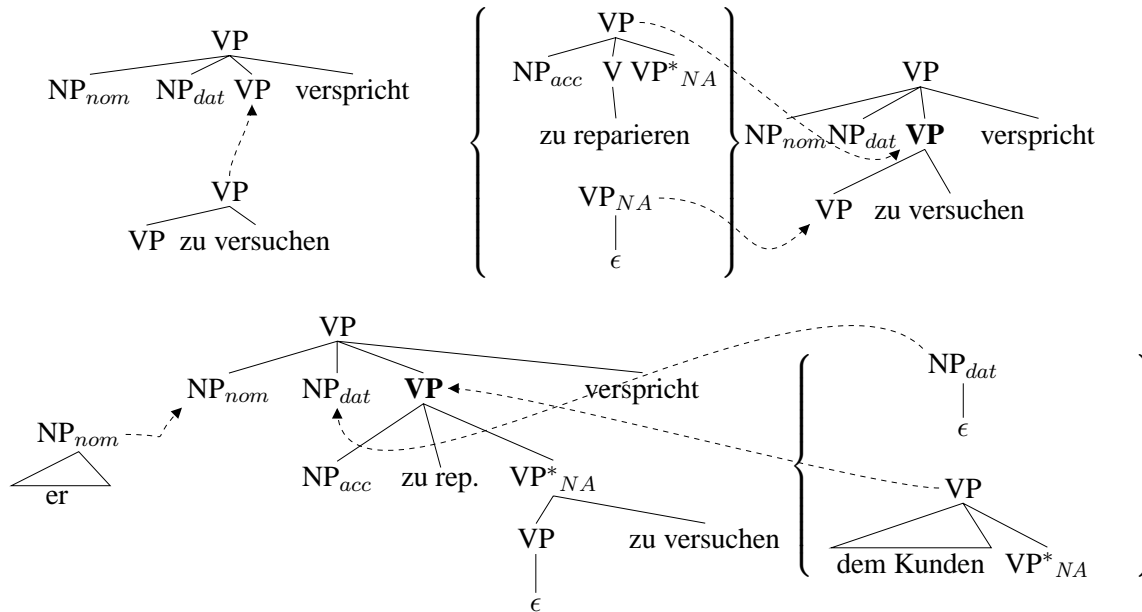 VP
NP_nom NP_dat VP verspricht
VP
VP zu versuchen
VP
NP_acc V VP*_NA
zu reparieren
VP_NA
ϵ
VP
NP_nom NP_dat VP verspricht
VP zu versuchen
VP
NP_nom NP_dat VP verspricht
NP_nom
er
NP_acc zu rep. VP*_NA
VP zu versuchen
ϵ
NP_dat
ϵ
VP
dem Kunden VP*_NA